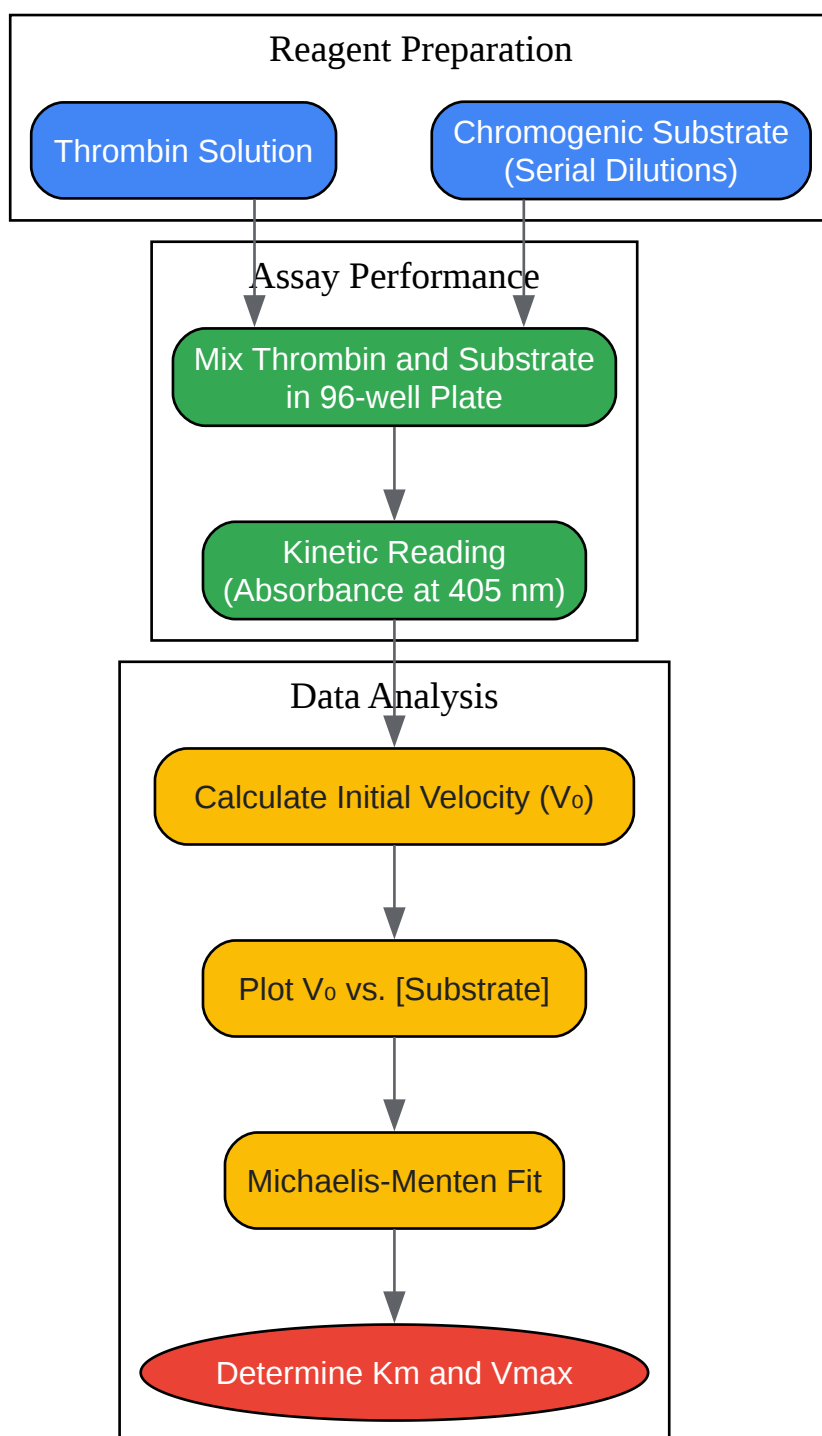 Reagent Preparation
Thrombin Solution
Chromogenic Substrate
(Serial Dilutions)
Assay Performance
Mix Thrombin and Substrate
in 96-well Plate
Kinetic Reading
(Absorbance at 405 nm)
Data Analysis
Calculate Initial Velocity (V₀)
Plot V₀ vs. [Substrate]
Michaelis-Menten Fit
Determine Km and Vmax